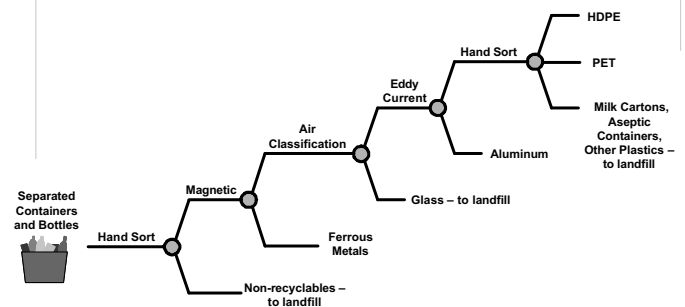 HDPE
Hand Sort
PET
Eddy
Current
Milk Cartons,
Aseptic
Containers,
Other Plastics –
to landfill
Air
Classification
Aluminum
Separated
Containers
and Bottles
Magnetic
Glass – to landfill
Hand Sort
Ferrous
Metals
Non-recyclables –
to landfill